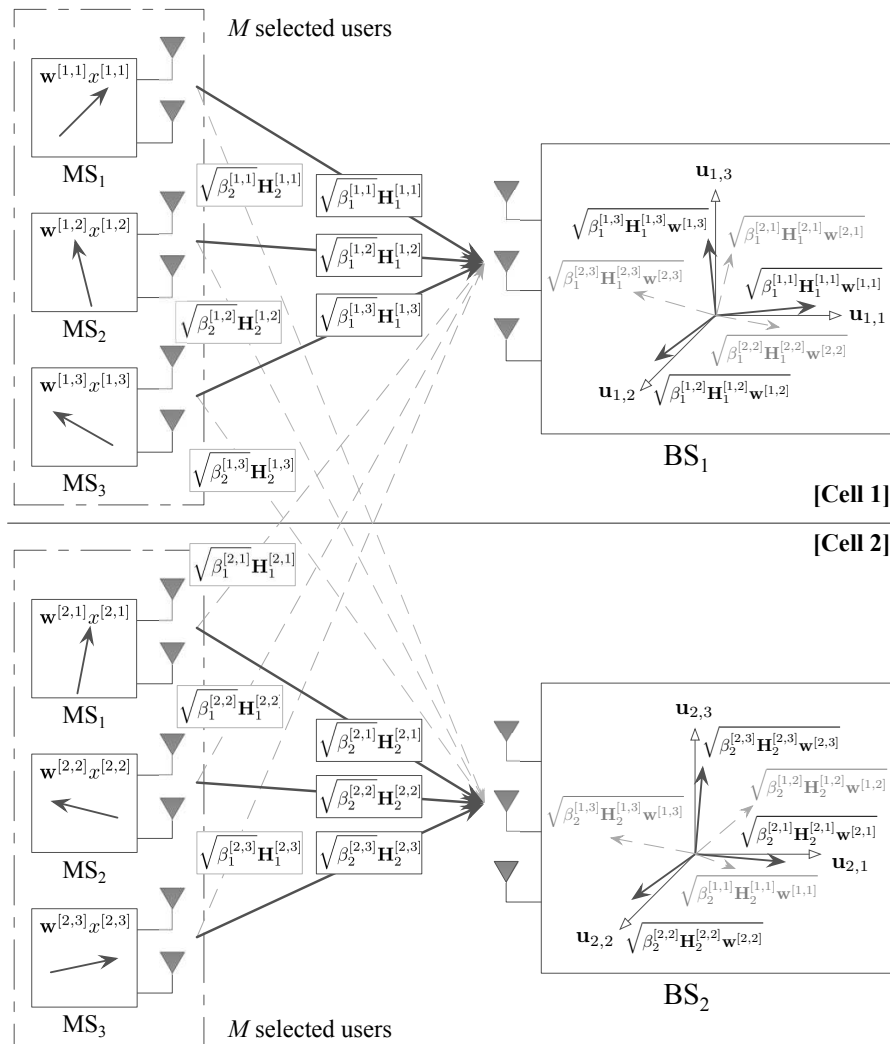 M selected users
w^{[1,1]}x^{[1,1]}
MS_1
w^{[1,2]}x^{[1,2]}
MS_2
w^{[1,3]}x^{[1,3]}
MS_3
√β_2^{[1,1]}H_2^{[1,1]}
√β_2^{[1,2]}H_2^{[1,2]}
√β_2^{[1,3]}H_2^{[1,3]}
√β_1^{[1,1]}H_1^{[1,1]}
√β_1^{[1,2]}H_1^{[1,2]}
√β_1^{[1,3]}H_1^{[1,3]}
u_{1,3}
√β_1^{[1,3]}H_1^{[1,3]}w^{[1,3]}
√β_1^{[2,1]}H_1^{[2,1]}w^{[2,1]}
√β_1^{[2,3]}H_1^{[2,3]}w^{[2,3]}
√β_1^{[1,1]}H_1^{[1,1]}w^{[1,1]}
u_{1,1}
√β_1^{[2,2]}H_1^{[2,2]}w^{[2,2]}
u_{1,2}
√β_1^{[1,2]}H_1^{[1,2]}w^{[1,2]}
BS_1
[Cell 1]
[Cell 2]
w^{[2,1]}x^{[2,1]}
MS_1
w^{[2,2]}x^{[2,2]}
MS_2
w^{[2,3]}x^{[2,3]}
MS_3
√β_1^{[2,1]}H_1^{[2,1]}
√β_1^{[2,2]}H_1^{[2,2]}
√β_1^{[2,3]}H_1^{[2,3]}
√β_2^{[2,1]}H_2^{[2,1]}
√β_2^{[2,2]}H_2^{[2,2]}
√β_2^{[2,3]}H_2^{[2,3]}
u_{2,3}
√β_2^{[2,3]}H_2^{[2,3]}w^{[2,3]}
√β_2^{[1,2]}H_2^{[1,2]}w^{[1,2]}
√β_2^{[1,3]}H_2^{[1,3]}w^{[1,3]}
√β_2^{[2,1]}H_2^{[2,1]}w^{[2,1]}
u_{2,1}
√β_2^{[1,1]}H_2^{[1,1]}w^{[1,1]}
u_{2,2}
√β_2^{[2,2]}H_2^{[2,2]}w^{[2,2]}
BS_2
M selected users